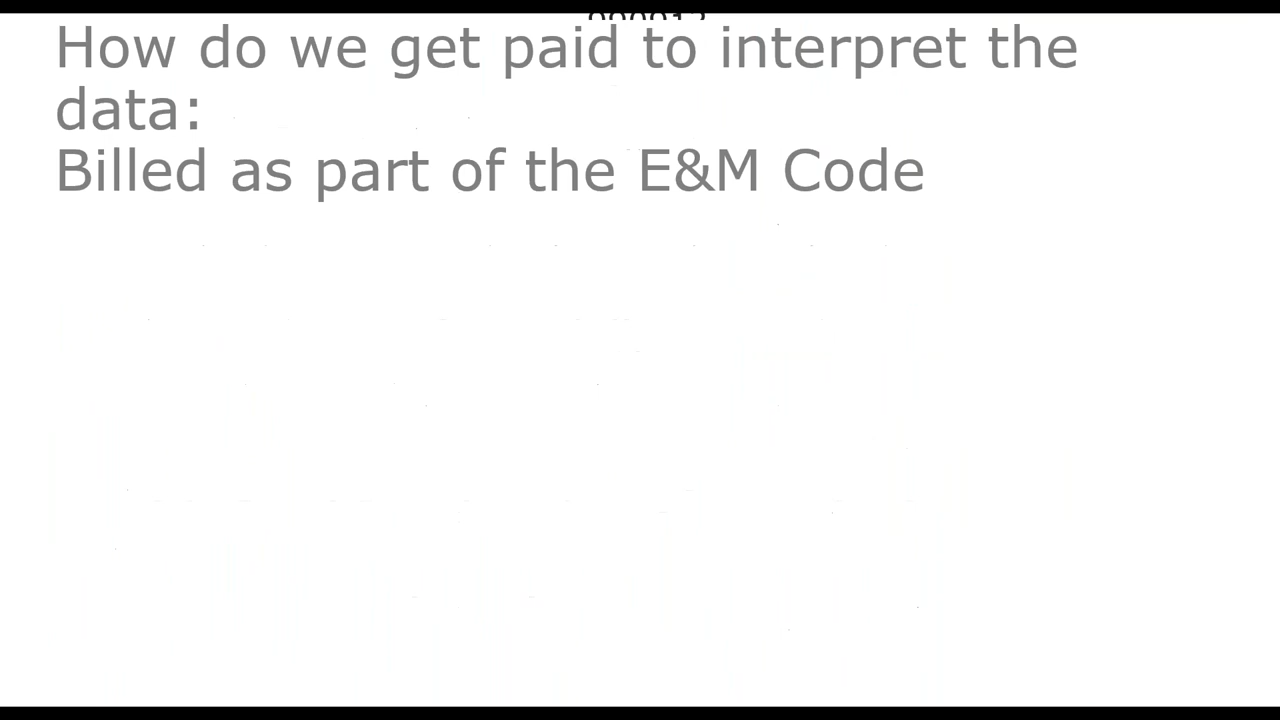 How do we get paid to interpret the
data:
Billed as part of the E&M Code